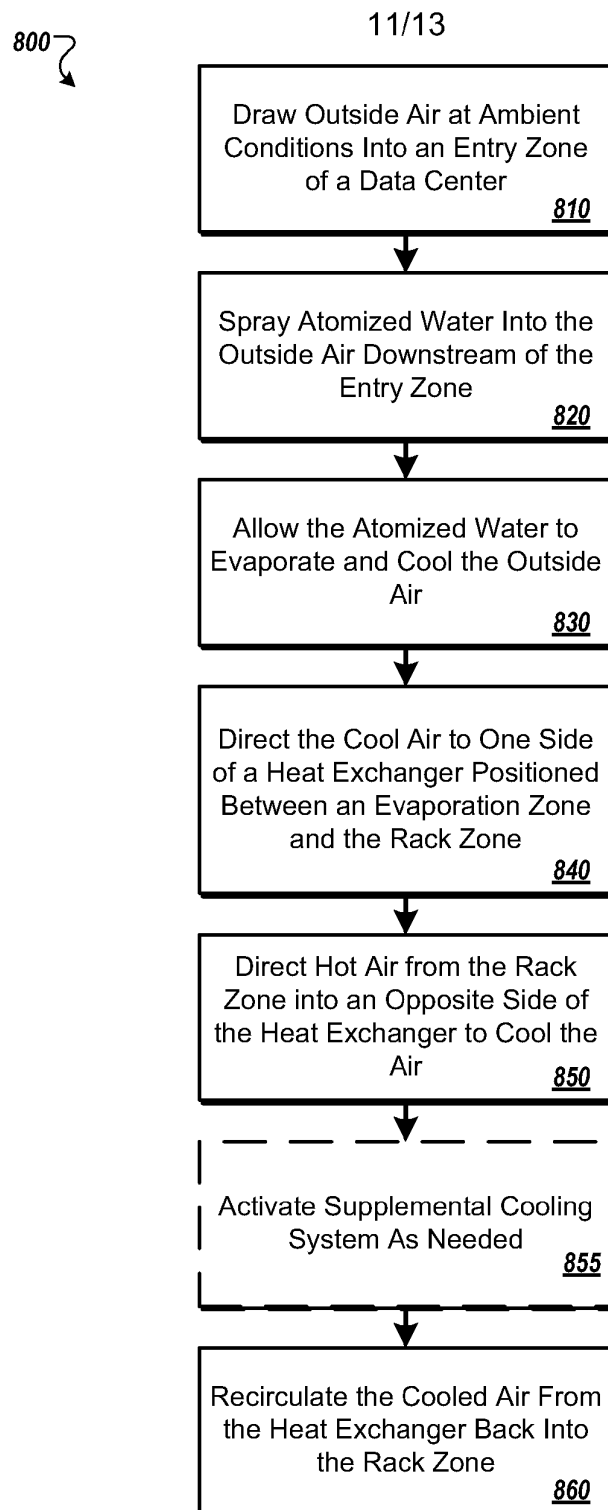 11/13
800
Draw Outside Air at Ambient
Conditions Into an Entry Zone
of a Data Center
810
Spray Atomized Water Into the
Outside Air Downstream of the
Entry Zone
820
Allow the Atomized Water to
Evaporate and Cool the Outside
Air
830
Direct the Cool Air to One Side
of a Heat Exchanger Positioned
Between an Evaporation Zone
and the Rack Zone
840
Direct Hot Air from the Rack
Zone into an Opposite Side of
the Heat Exchanger to Cool the
Air
850
Activate Supplemental Cooling
System As Needed
855
Recirculate the Cooled Air From
the Heat Exchanger Back Into
the Rack Zone
860